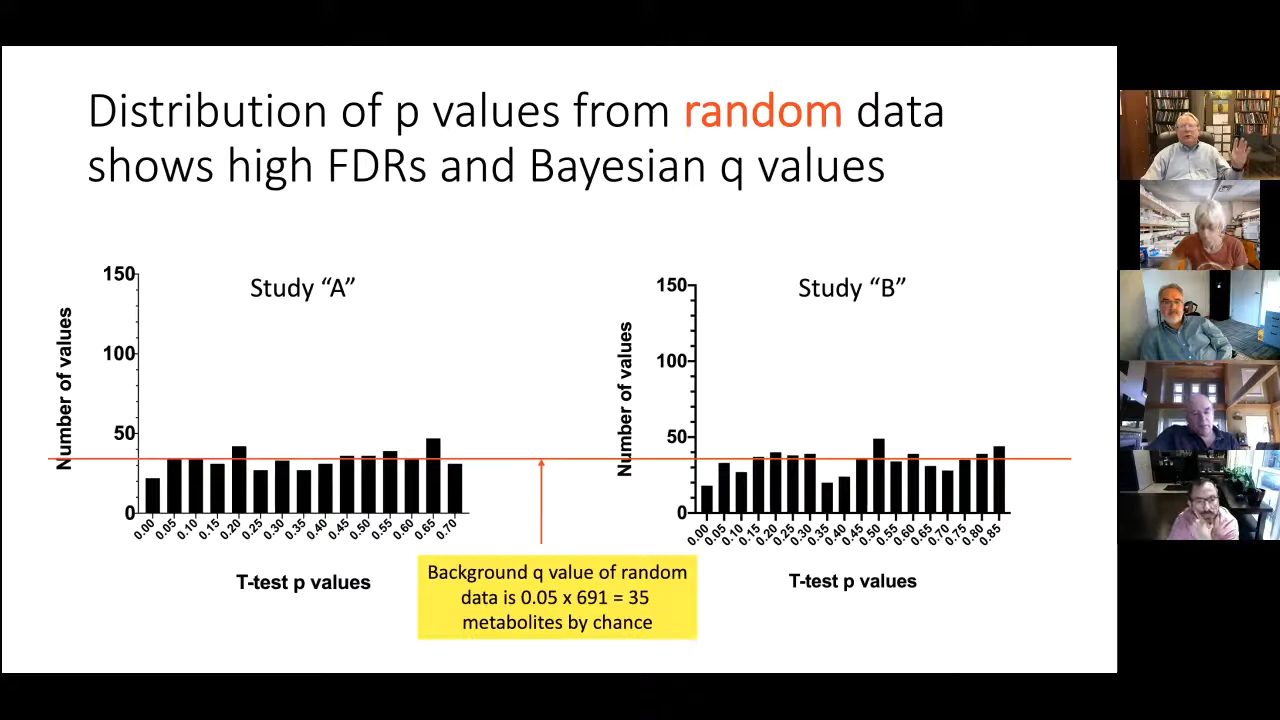 Distribution of p values from random data
shows high FDRs and Bayesian q values
Study “A”
150
100
50
0
Number of values
0.00 0.05 0.10 0.15 0.20 0.25 0.30 0.35 0.40 0.45 0.50 0.55 0.60 0.65 0.70
T-test p values
Study “B”
150
100
50
0
Number of values
0.00 0.05 0.10 0.15 0.20 0.25 0.30 0.35 0.40 0.45 0.50 0.55 0.60 0.65 0.70 0.75 0.80 0.85
T-test p values
Background q value of random
data is 0.05 x 691 = 35
metabolites by chance